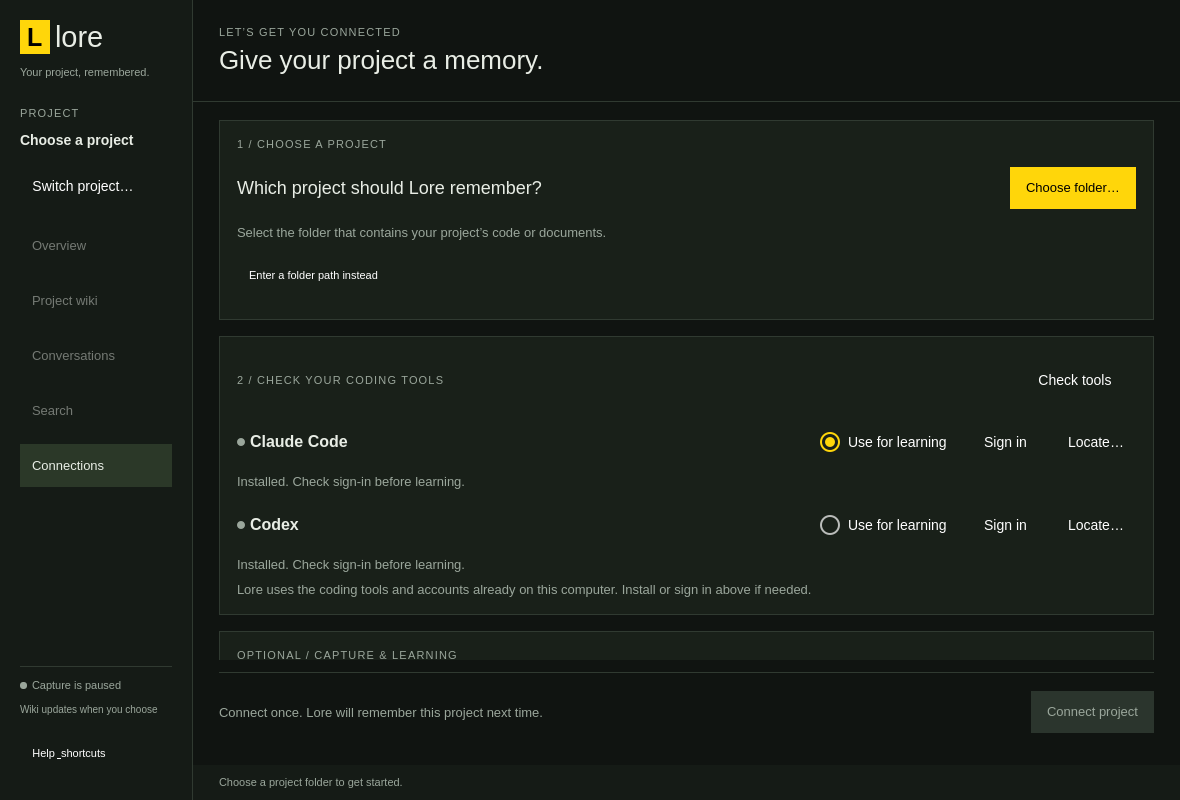 L lore
Your project, remembered.
PROJECT
Choose a project
Switch project…
Overview
Project wiki
Conversations
Search
Connections
Capture is paused
Wiki updates when you choose
Help _shortcuts
LET'S GET YOU CONNECTED
Give your project a memory.
1 / CHOOSE A PROJECT
Which project should Lore remember?
Choose folder…
Select the folder that contains your project's code or documents.
Enter a folder path instead
2 / CHECK YOUR CODING TOOLS
Check tools
Claude Code
Use for learning
Sign in
Locate…
Installed. Check sign-in before learning.
Codex
Use for learning
Sign in
Locate…
Installed. Check sign-in before learning.
Lore uses the coding tools and accounts already on this computer. Install or sign in above if needed.
OPTIONAL / CAPTURE & LEARNING
Connect once. Lore will remember this project next time.
Connect project
Choose a project folder to get started.